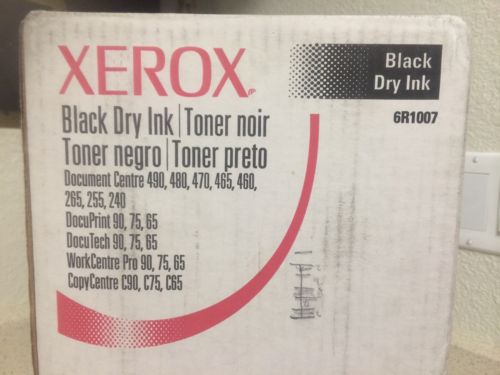 XEROX
Black
Dry Ink
6R1007
Black Dry Ink | Toner noir
Toner negro | Toner preto
Document Centre 490, 480, 470, 465, 460,
265, 255, 240
DocuPrint 90, 75, 65
DocuTech 90, 75, 65
WorkCentre Pro 90, 75, 65
CopyCentre C90, C75, C65